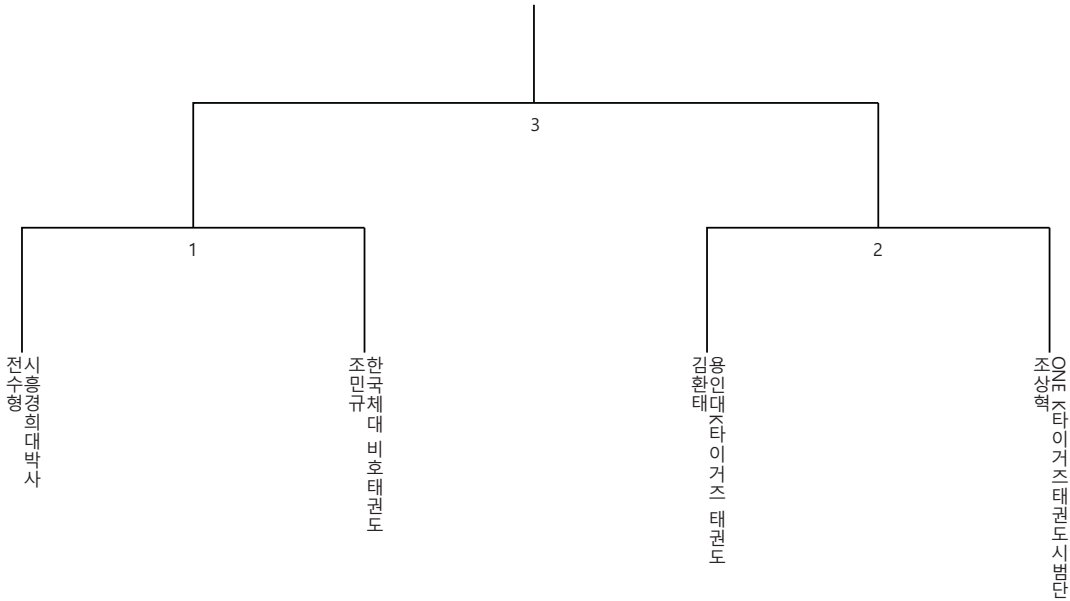 3
1
2
시흥경희대박사
전수형
한국체대 비호태권도
조민규
용인대K타이거즈 태권도
김환태
ONE K타이거즈태권도시범단
조상혁